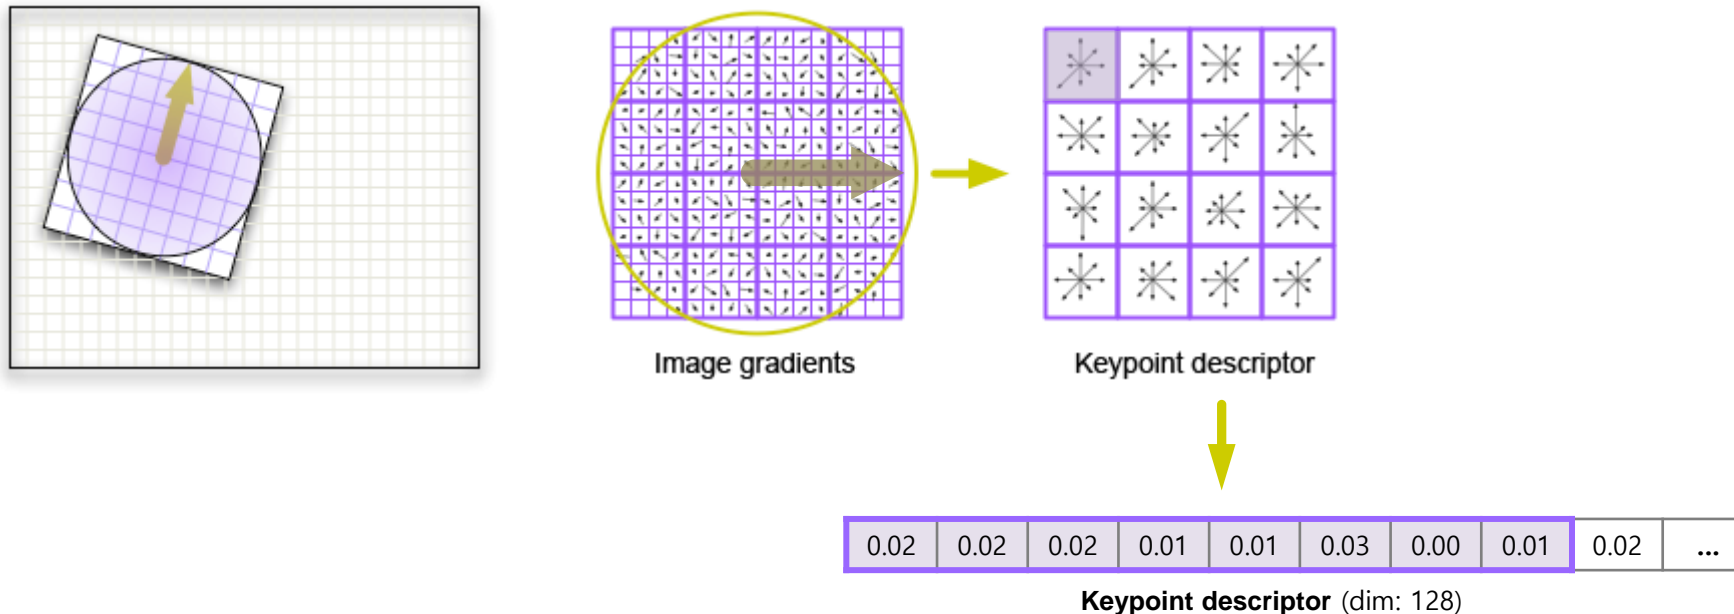 Image gradients
Keypoint descriptor
0.02 0.02 0.02 0.01 0.01 0.03 0.00 0.01 0.02 ...
Keypoint descriptor (dim: 128)